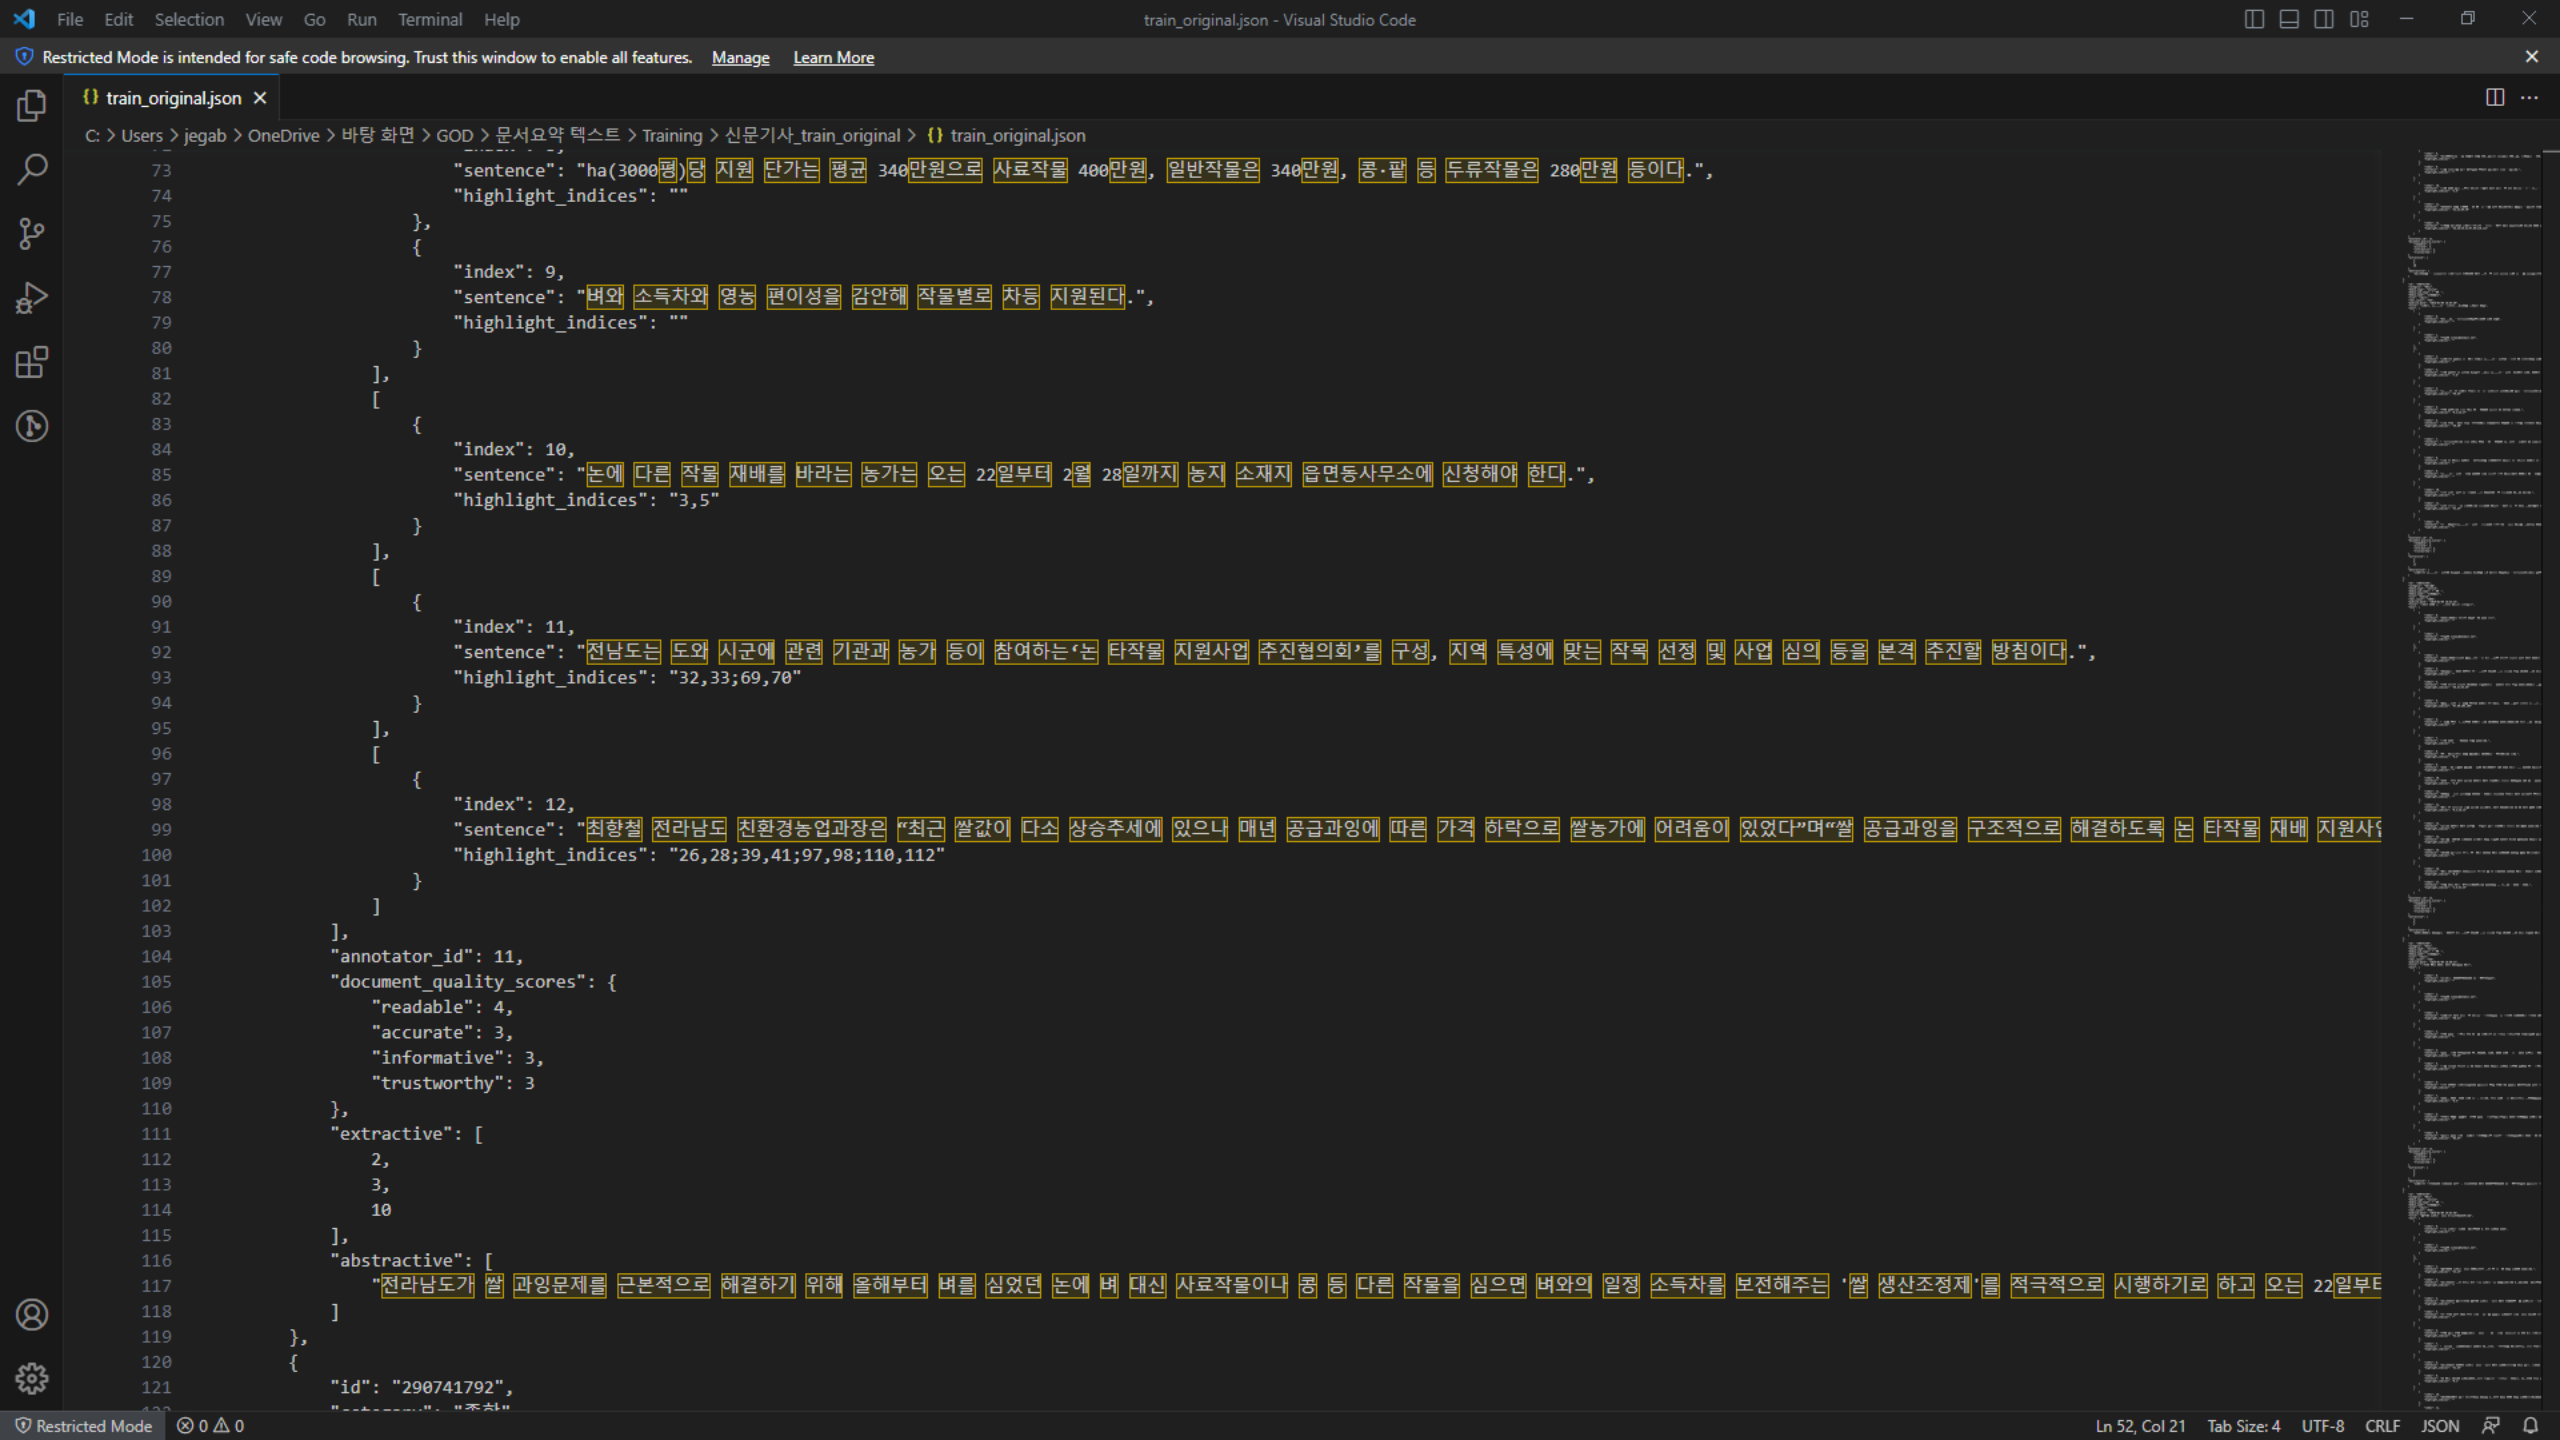 File Edit Selection View Go Run Terminal Help
train_original.json - Visual Studio Code
Restricted Mode is intended for safe code browsing. Trust this window to enable all features. Manage Learn More
{} train_original.json
C: > Users > jegab > OneDrive > 바탕 화면 > GOD > 문서요약 텍스트 > Training > 신문기사_train_original > {} train_original.json
73 "sentence": "ha(3000평)당 지원 단가는 평균 340만원으로 사료작물 400만원, 일반작물은 340만원, 콩·팥 등 두류작물은 280만원 등이다.",
74 "highlight_indices": ""
75 },
76 {
77 "index": 9,
78 "sentence": "벼와 소득차와 영농 편이성을 감안해 작물별로 차등 지원된다.",
79 "highlight_indices": ""
80 }
81 ],
82 [
83 {
84 "index": 10,
85 "sentence": "논에 다른 작물 재배를 바라는 농가는 오는 22일부터 2월 28일까지 농지 소재지 읍면동사무소에 신청해야 한다.",
86 "highlight_indices": "3,5"
87 }
88 ],
89 [
90 {
91 "index": 11,
92 "sentence": "전남도는 도와 시군에 관련 기관과 농가 등이 참여하는‘논 타작물 지원사업 추진협의회’를 구성, 지역 특성에 맞는 작목 선정 및 사업 심의 등을 본격 추진할 방침이다.",
93 "highlight_indices": "32,33;69,70"
94 }
95 ],
96 [
97 {
98 "index": 12,
99 "sentence": "최향철 전라남도 친환경농업과장은 “최근 쌀값이 다소 상승추세에 있으나 매년 공급과잉에 따른 가격 하락으로 쌀농가에 어려움이 있었다”며“쌀 공급과잉을 구조적으로 해결하도록 논 타작물 재배 지원사업
100 "highlight_indices": "26,28;39,41;97,98;110,112"
101 }
102 ]
103 ],
104 "annotator_id": 11,
105 "document_quality_scores": {
106 "readable": 4,
107 "accurate": 3,
108 "informative": 3,
109 "trustworthy": 3
110 },
111 "extractive": [
112 2,
113 3,
114 10
115 ],
116 "abstractive": [
117 "전라남도가 쌀 과잉문제를 근본적으로 해결하기 위해 올해부터 벼를 심었던 논에 벼 대신 사료작물이나 콩 등 다른 작물을 심으면 벼와의 일정 소득차를 보전해주는 '쌀 생산조정제'를 적극적으로 시행하기로 하고 오는 22일부터
118 ]
119 },
120 {
121 "id": "290741792",
Restricted Mode 0 0 Ln 52, Col 21 Tab Size: 4 UTF-8 CRLF JSON